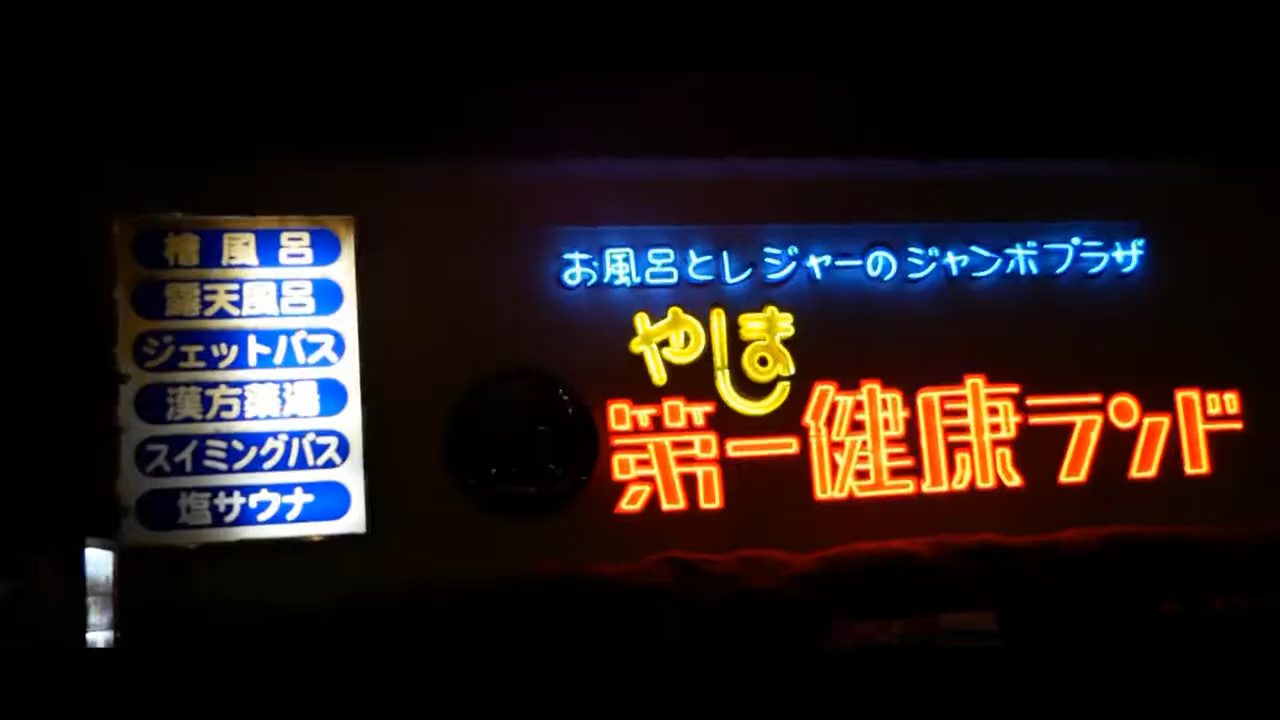 檜風呂
露天風呂
ジェットバス
漢方薬湯
スイミングバス
塩サウナ
お風呂とレジャーのジャンボプラザ
やしま
第一健康ランド